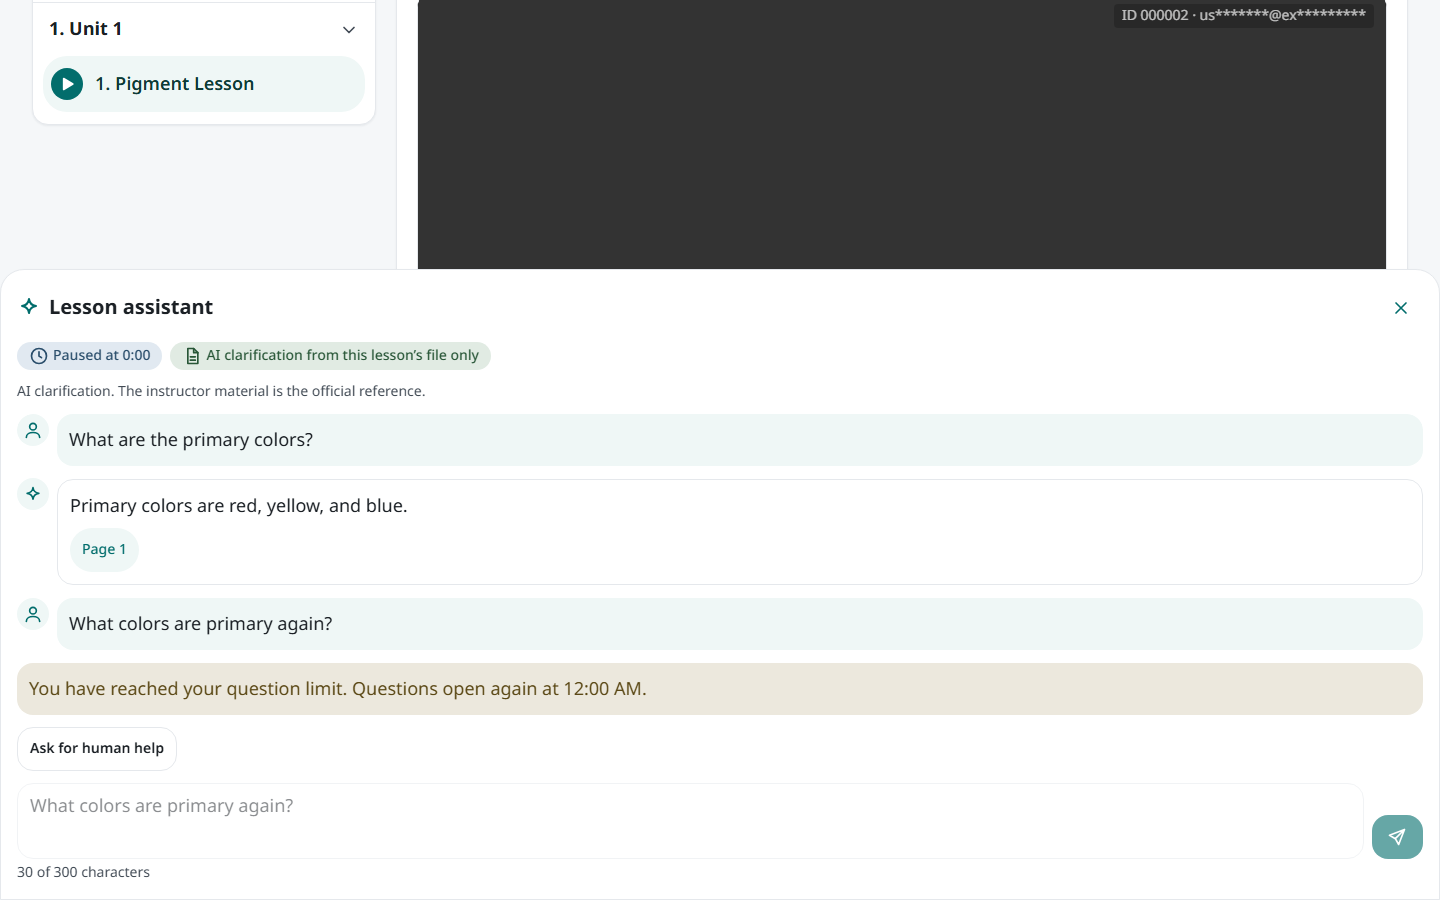 1. Unit 1
1. Pigment Lesson
ID 000002 · us*******@ex*********
Lesson assistant
Paused at 0:00
AI clarification from this lesson’s file only
AI clarification. The instructor material is the official reference.
What are the primary colors?
Primary colors are red, yellow, and blue.
Page 1
What colors are primary again?
You have reached your question limit. Questions open again at 12:00 AM.
Ask for human help
What colors are primary again?
30 of 300 characters